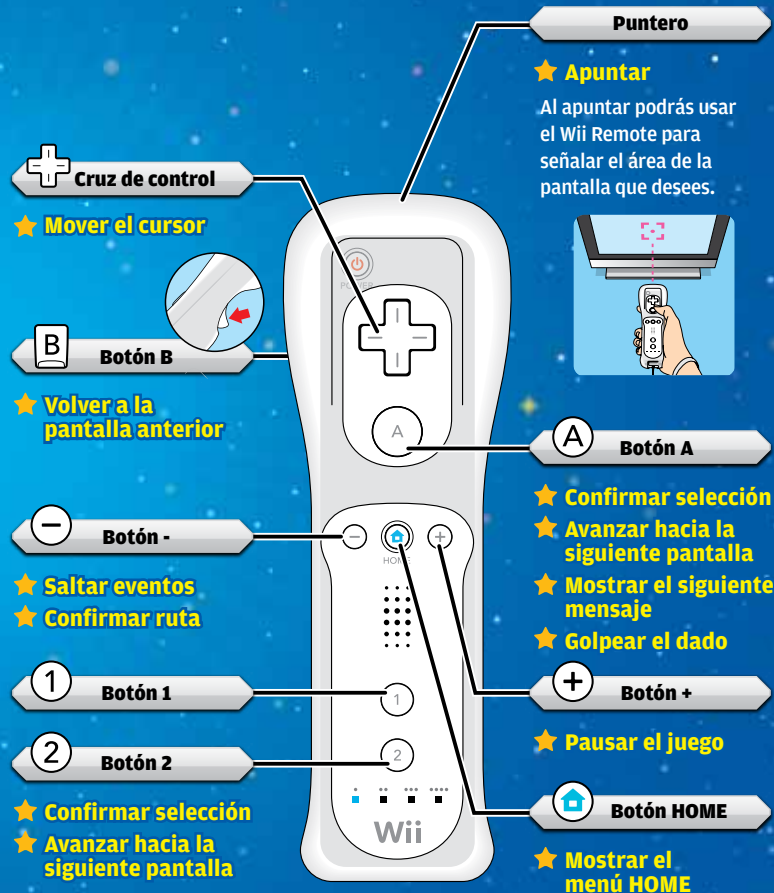 Puntero
Apuntar
Al apuntar podrás usar
el Wii Remote para
señalar el área de la
pantalla que desees.
Cruz de control
Mover el cursor
POWER
B
Botón B
Volver a la
pantalla anterior
A
A
Botón A
Confirmar selección
Avanzar hacia la
siguiente pantalla
Mostrar el siguiente
mensaje
Golpear el dado
−
Botón -
Saltar eventos
Confirmar ruta
− +
HOME
1
Botón 1
1
2
Botón 2
2
Confirmar selección
Avanzar hacia la
siguiente pantalla
Wii
+
Botón +
Pausar el juego
Botón HOME
Mostrar el
menú HOME